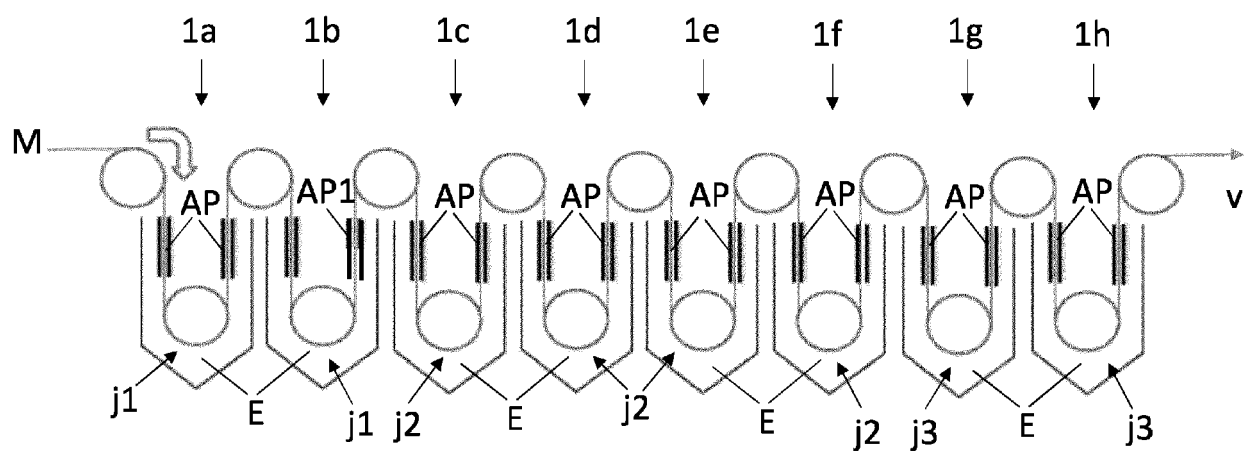 1a 1b 1c 1d 1e 1f 1g 1h
M
AP AP1 AP AP AP AP AP AP
v
j1 E j1 j2 E j2 E j2 j3 E j3